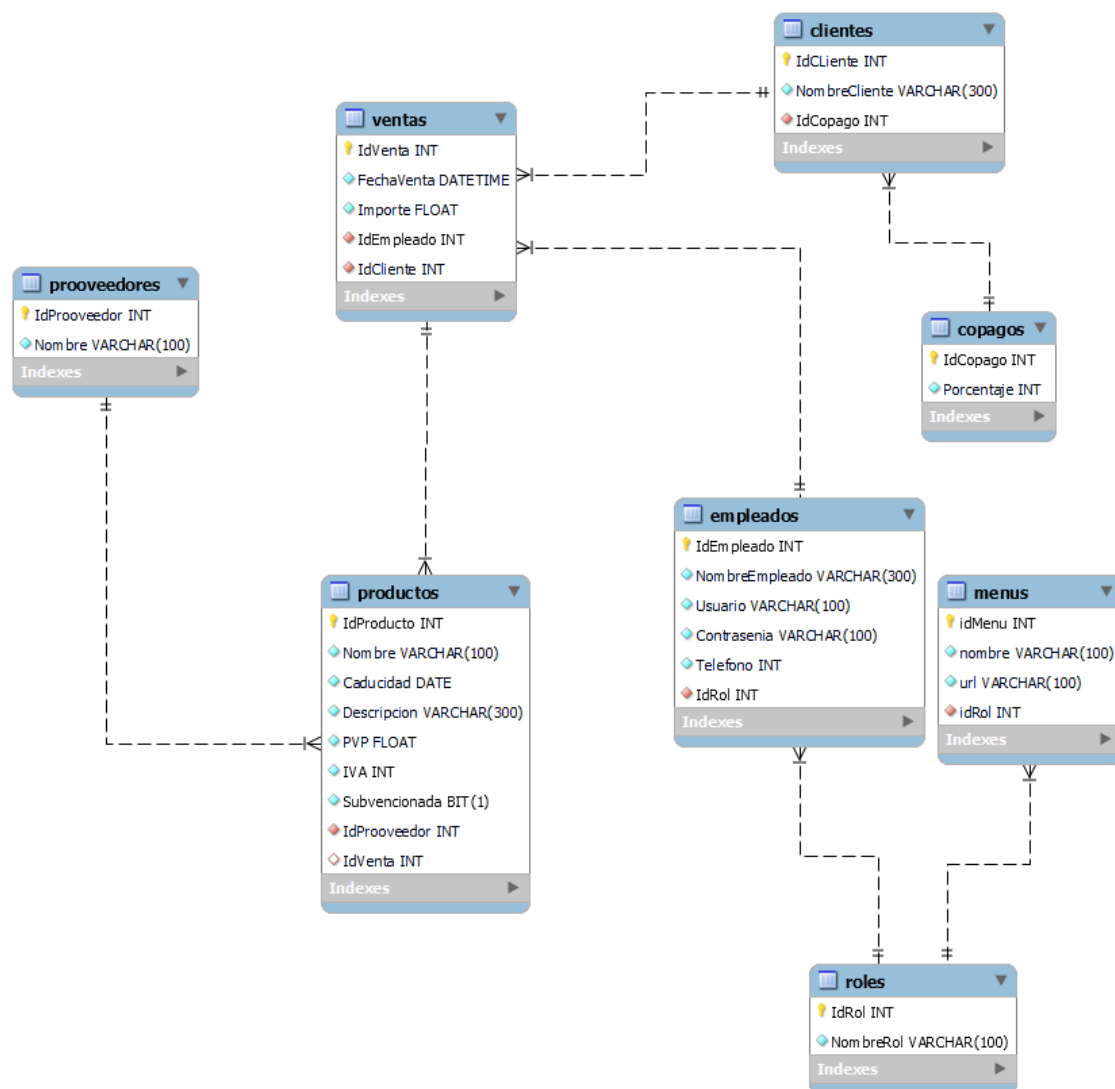 clientes
IdCLiente INT
NombreCliente VARCHAR(300)
IdCopago INT
Indexes
ventas
IdVenta INT
FechaVenta DATETIME
Importe FLOAT
IdEmpleado INT
IdCliente INT
Indexes
prooveedores
IdProoveedor INT
Nombre VARCHAR(100)
Indexes
copagos
IdCopago INT
Porcentaje INT
Indexes
empleados
IdEmpleado INT
NombreEmpleado VARCHAR(300)
Usuario VARCHAR(100)
Contrasenia VARCHAR(100)
Telefono INT
IdRol INT
Indexes
menus
idMenu INT
nombre VARCHAR(100)
url VARCHAR(100)
idRol INT
Indexes
productos
IdProducto INT
Nombre VARCHAR(100)
Caducidad DATE
Descripcion VARCHAR(300)
PVP FLOAT
IVA INT
Subvencionada BIT(1)
IdProoveedor INT
IdVenta INT
Indexes
roles
IdRol INT
NombreRol VARCHAR(100)
Indexes